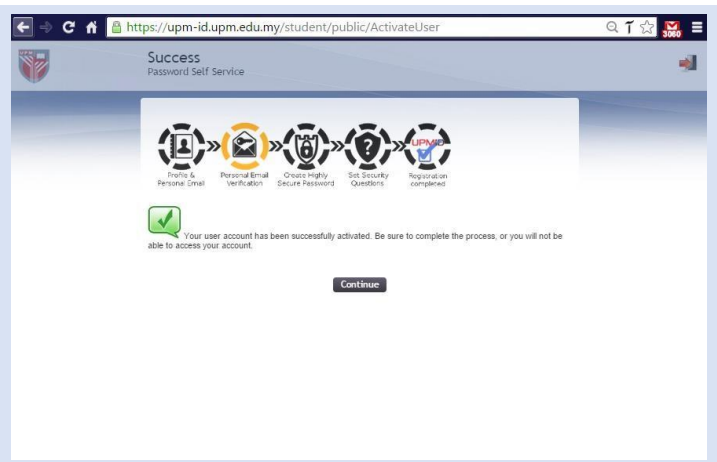 https://upm-id.upm.edu.my/student/public/ActivateUser
3060
Success
Password Self Service
UPMID
Profile &
Personal Email
Personal Email
Verification
Create Highly
Secure Password
Set Security
Questions
Registration
completed
Your user account has been successfully activated. Be sure to complete the process, or you will not be
able to access your account.
Continue